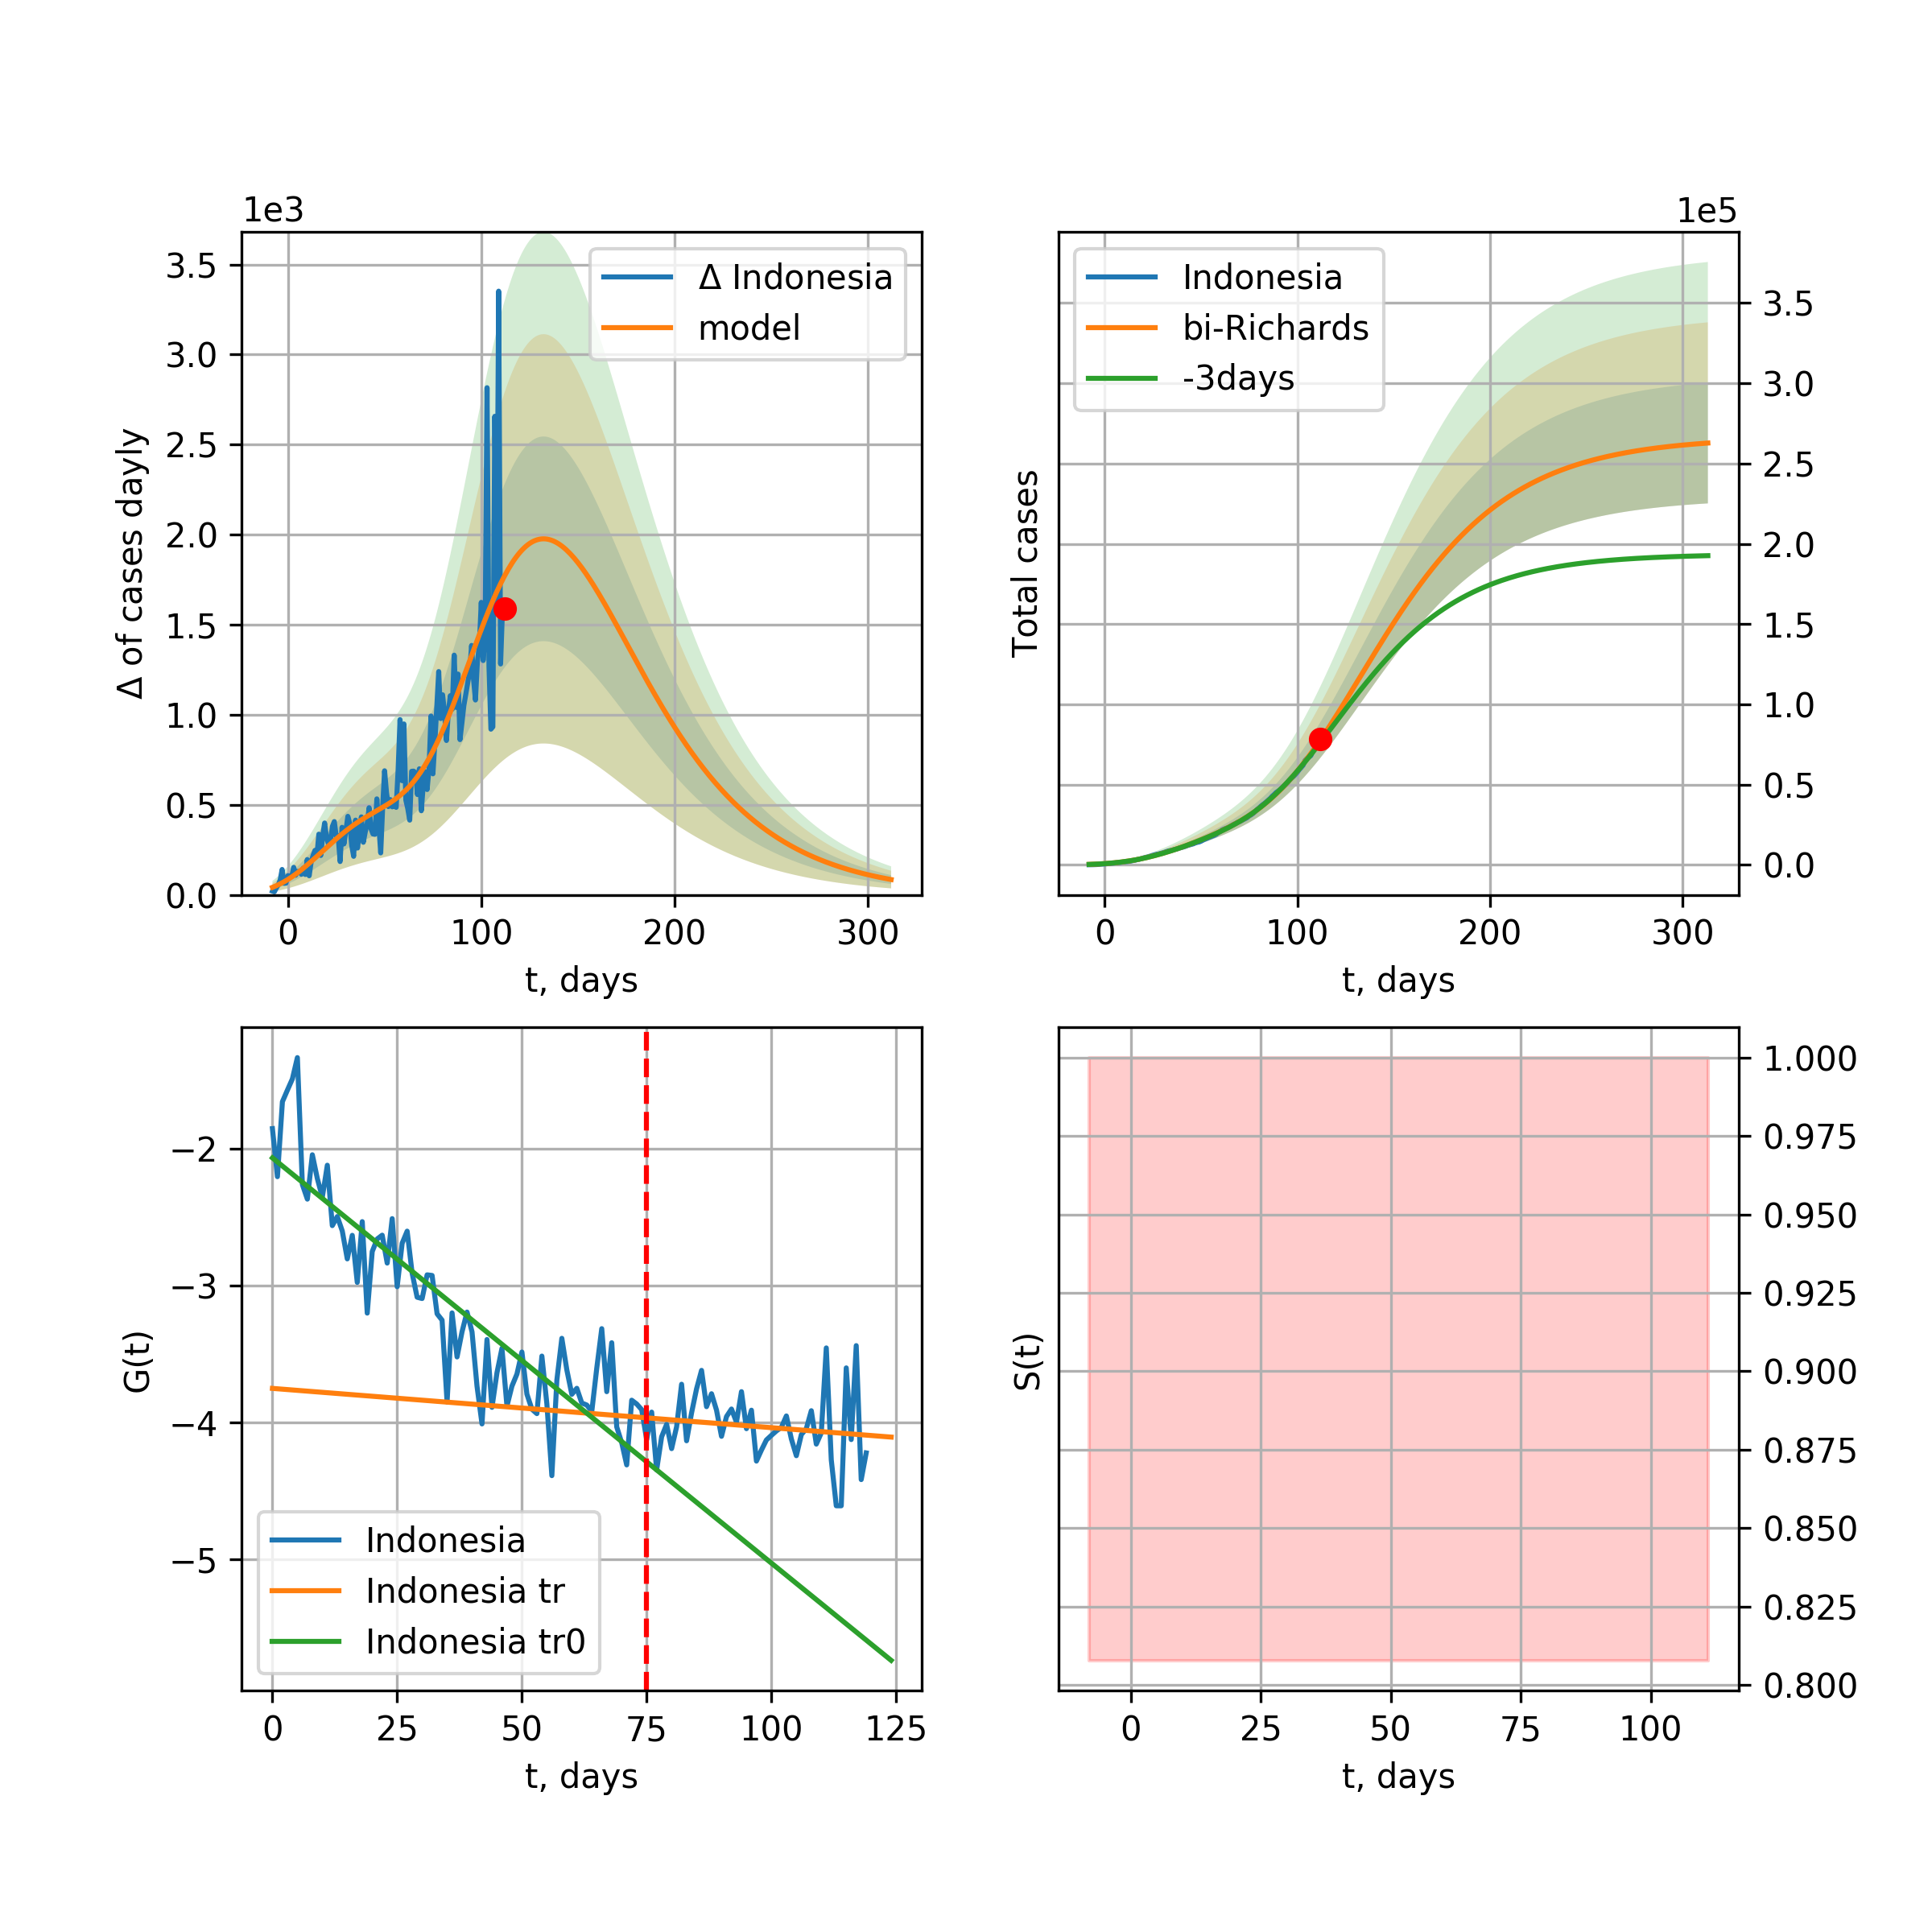 1e3
3.5
3.0
2.5
2.0
1.5
1.0
0.5
0.0
Δ of cases dayly
Δ Indonesia
model
0 100 200 300
t, days
1e5
Total cases
Indonesia
bi-Richards
-3days
3.5
3.0
2.5
2.0
1.5
1.0
0.5
0.0
0 100 200 300
t, days
G(t)
−2
−3
−4
−5
Indonesia
Indonesia tr
Indonesia tr0
0 25 50 75 100 125
t, days
S(t)
1.000
0.975
0.950
0.925
0.900
0.875
0.850
0.825
0.800
0 25 50 75 100
t, days